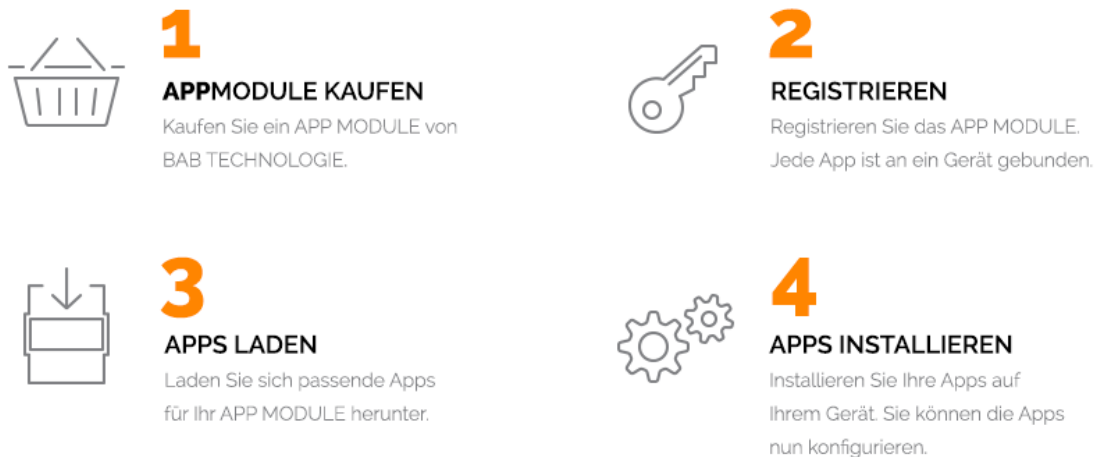 1
APPMODULE KAUFEN
Kaufen Sie ein APP MODULE von
BAB TECHNOLOGIE.
2
REGISTRIEREN
Registrieren Sie das APP MODULE.
Jede App ist an ein Gerät gebunden.
3
APPS LADEN
Laden Sie sich passende Apps
für Ihr APP MODULE herunter.
4
APPS INSTALLIEREN
Installieren Sie Ihre Apps auf
Ihrem Gerät. Sie können die Apps
nun konfigurieren.